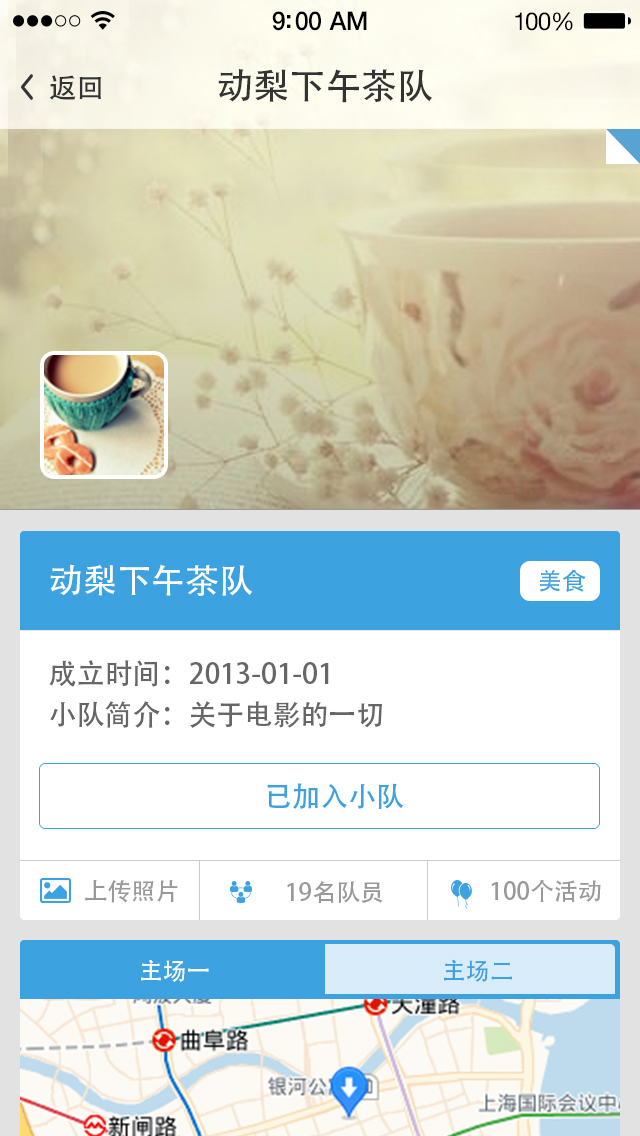 9:00 AM
100%
返回
动梨下午茶队
动梨下午茶队
美食
成立时间：2013-01-01
小队简介：关于电影的一切
已加入小队
上传照片
19名队员
100个活动
主场一
主场二
天潼路
曲阜路
银河公
上海国际会议中
新闸路